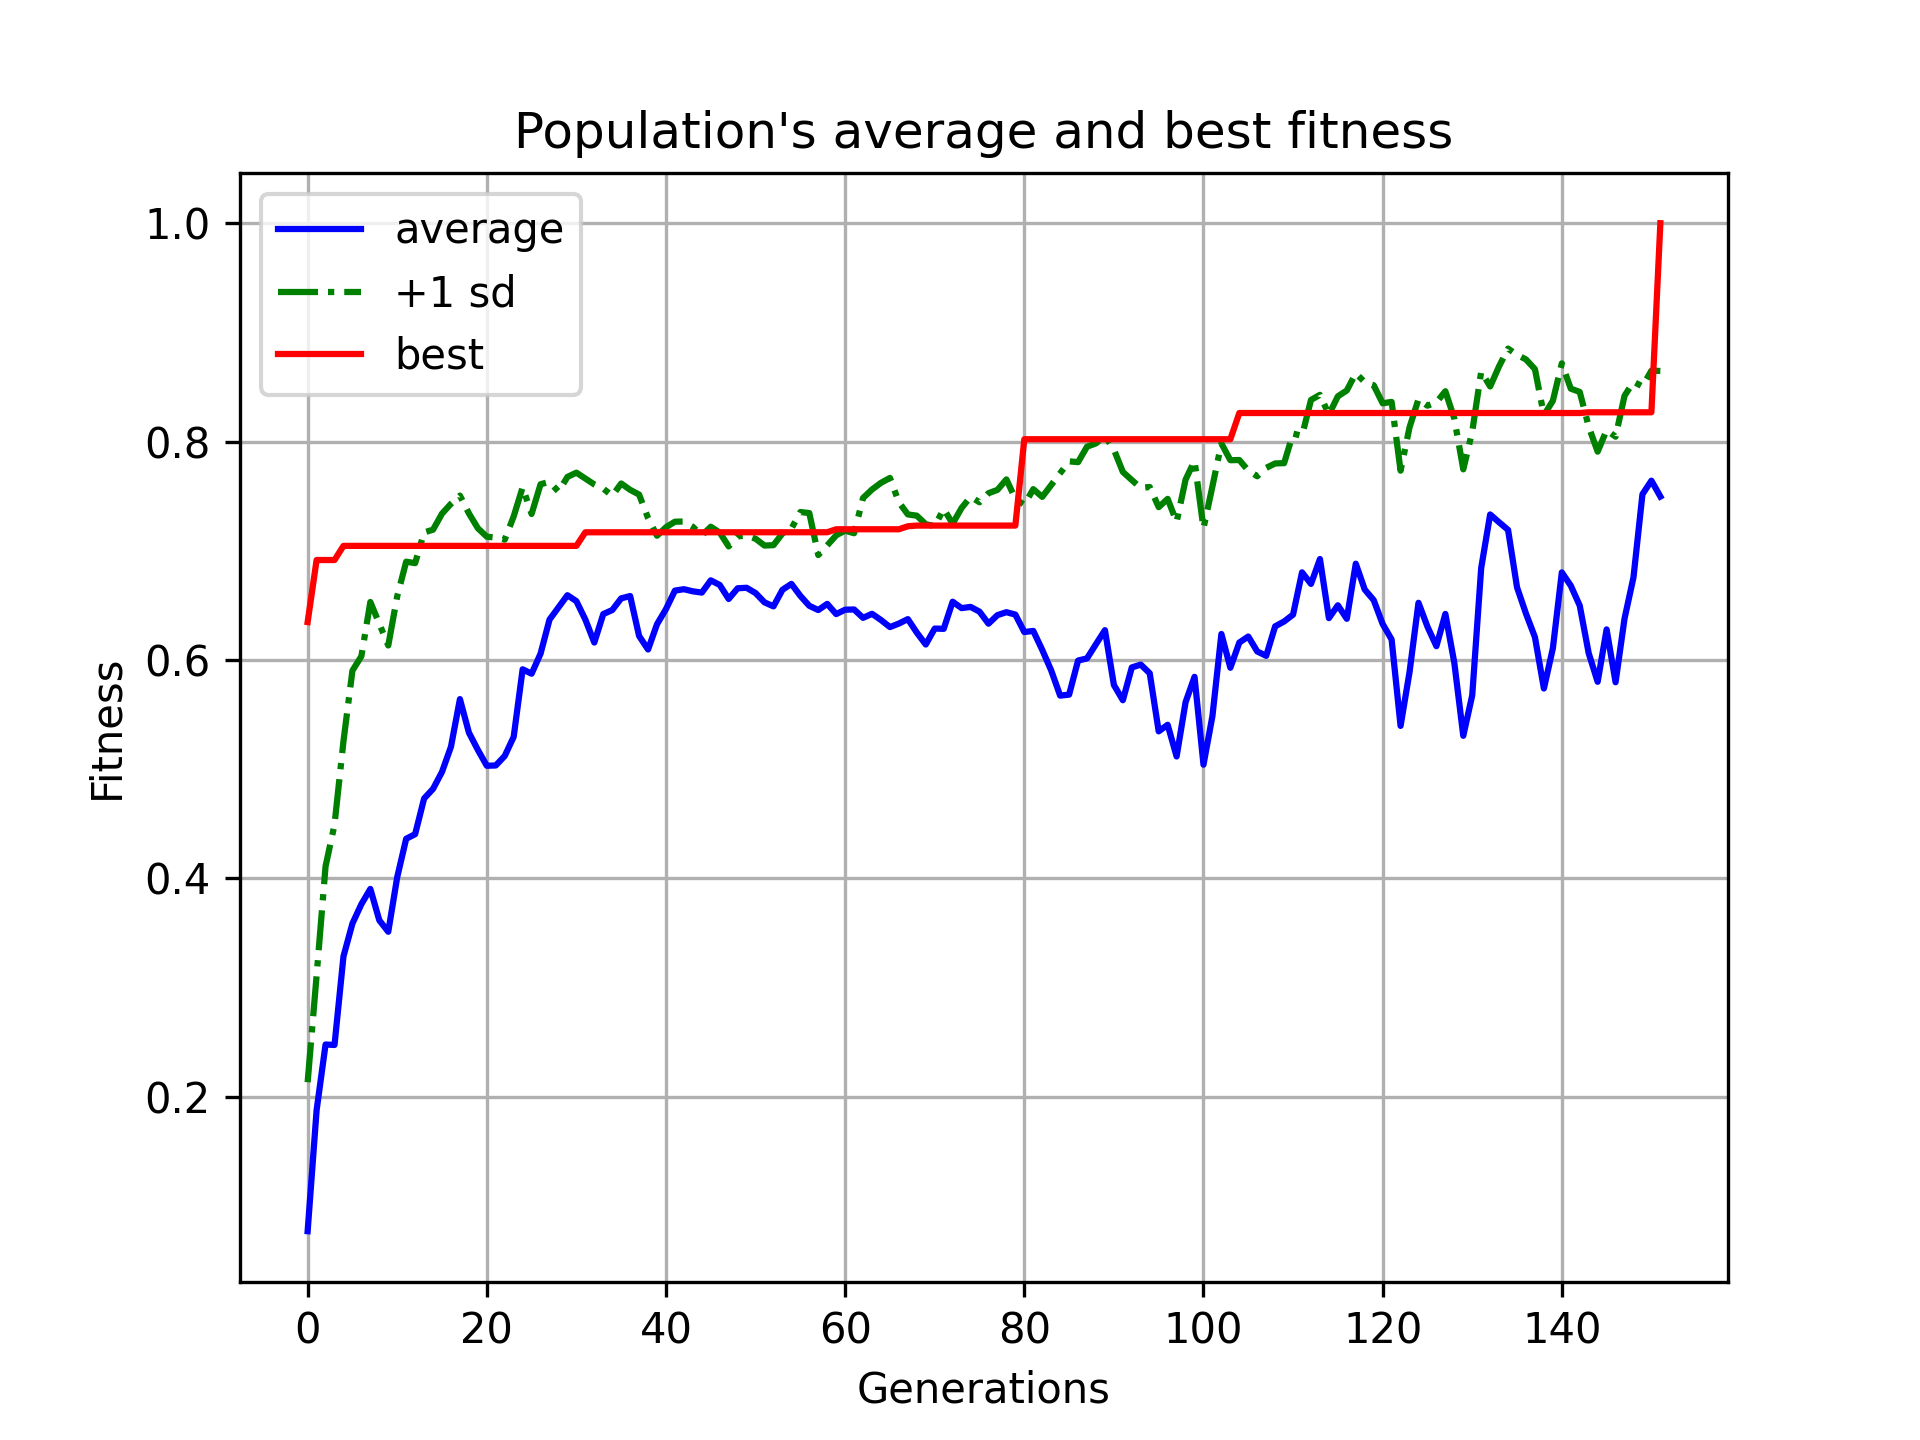 Population's average and best fitness
average
+1 sd
best
1.0
0.8
0.6
0.4
0.2
Fitness
0 20 40 60 80 100 120 140
Generations